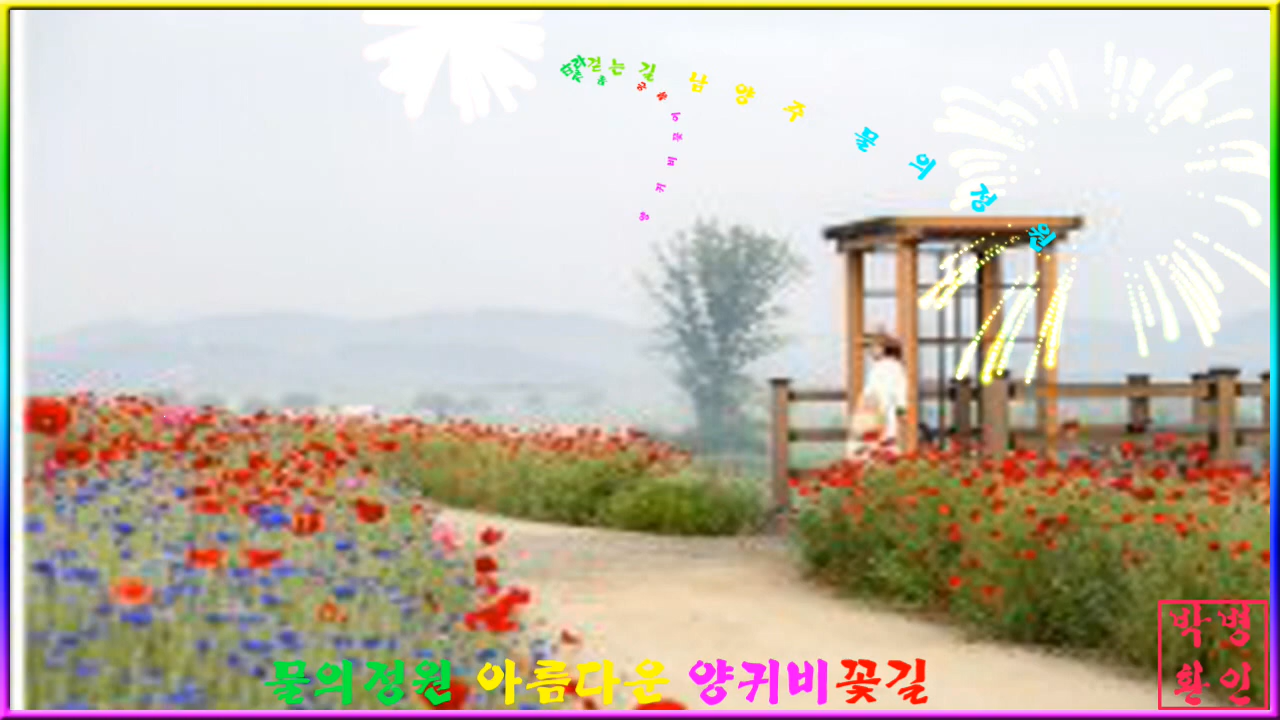 걷는길 남양주 물의정원
물의정원 아름다운 양귀비꽃길
박병
황인